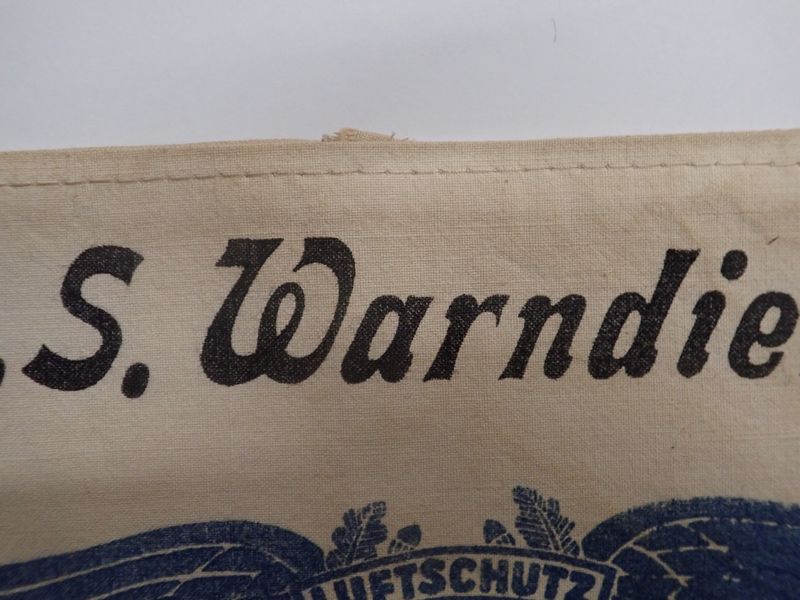 . S. Warndie
LUFTSCHUTZ